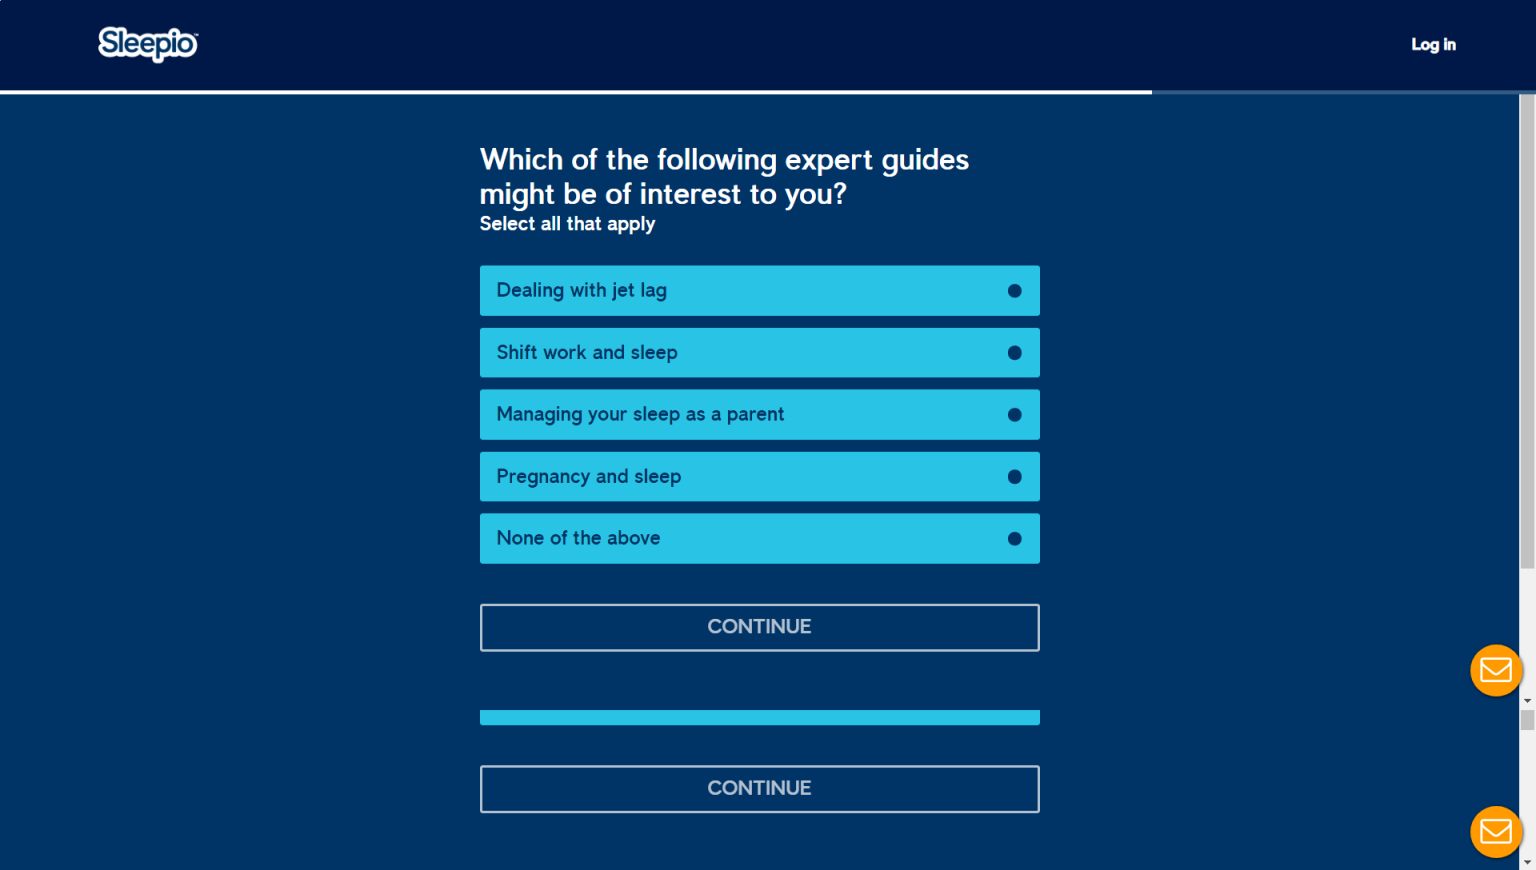 Sleepio™
Log in
Which of the following expert guides
might be of interest to you?
Select all that apply
Dealing with jet lag
Shift work and sleep
Managing your sleep as a parent
Pregnancy and sleep
None of the above
CONTINUE
CONTINUE